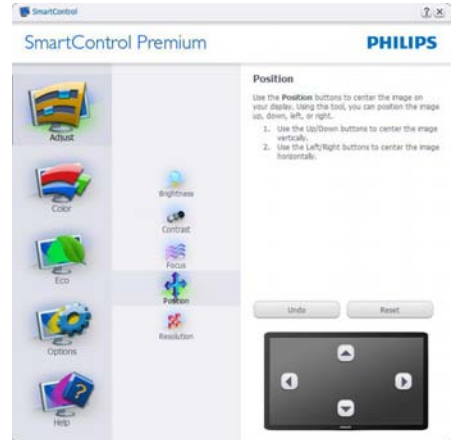 SmartControl
SmartControl Premium
PHILIPS
Adjust
Color
Eco
Options
Help
Brightness
Contrast
Focus
Position
Resolution
Position
Use the Position buttons to center the image on
your display. Using the tool, you can position the image
up, down, left, or right.
1. Use the Up/Down buttons to center the image
vertically.
2. Use the Left/Right buttons to center the image
horizontally.
Undo
Reset